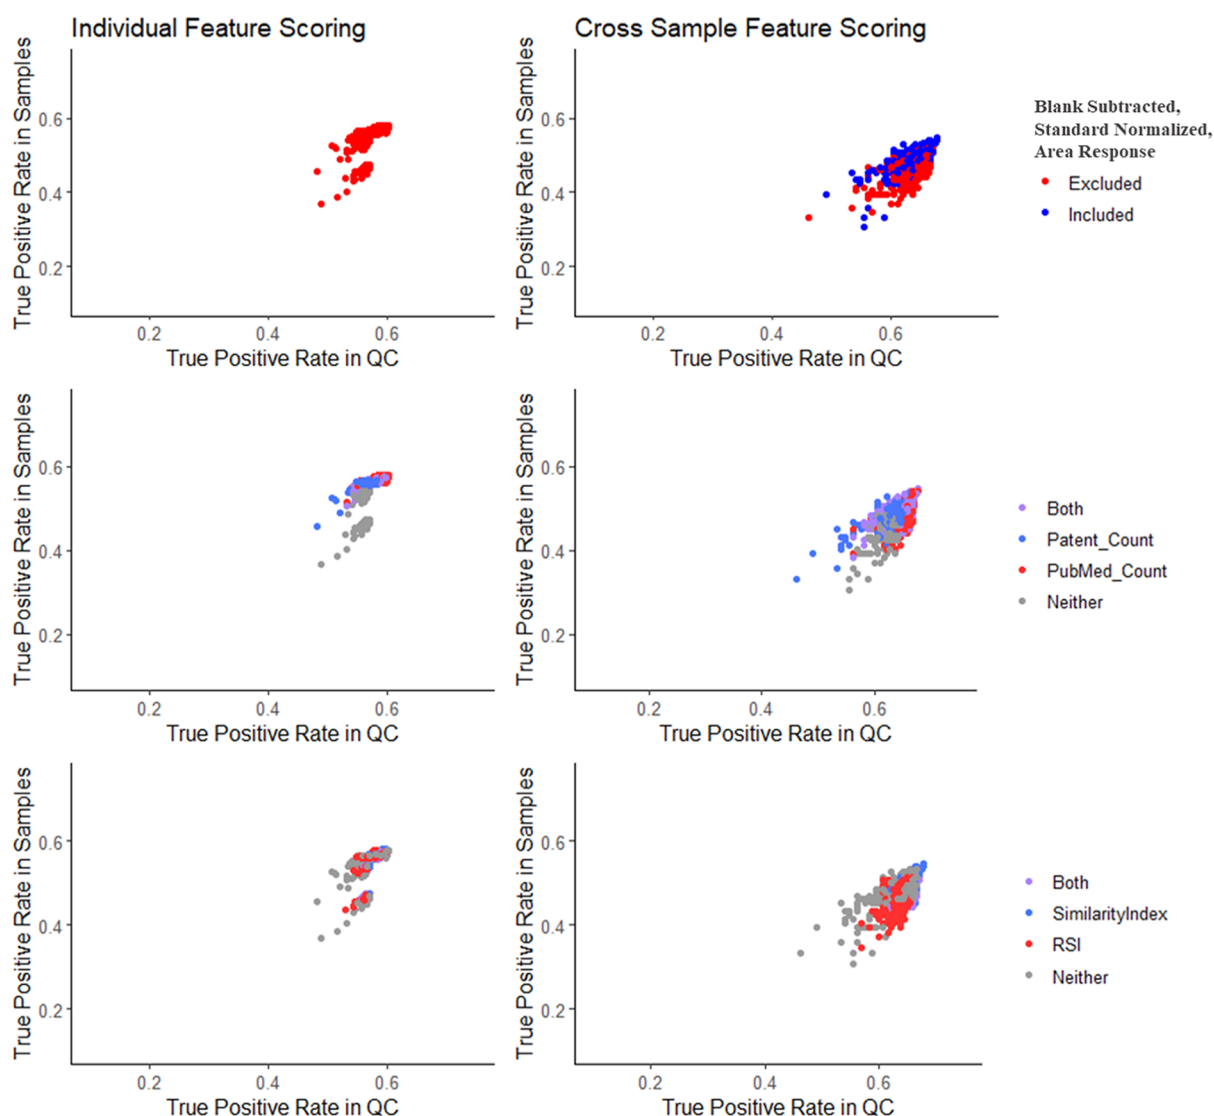 Individual Feature Scoring
Cross Sample Feature Scoring
True Positive Rate in Samples
0.6
0.4
0.2
0.2 0.4 0.6
True Positive Rate in QC
True Positive Rate in Samples
0.6
0.4
0.2
0.2 0.4 0.6
True Positive Rate in QC
Blank Subtracted,
Standard Normalized,
Area Response
Excluded
Included
True Positive Rate in Samples
0.6
0.4
0.2
0.2 0.4 0.6
True Positive Rate in QC
True Positive Rate in Samples
0.6
0.4
0.2
0.2 0.4 0.6
True Positive Rate in QC
Both
Patent_Count
PubMed_Count
Neither
True Positive Rate in Samples
0.6
0.4
0.2
0.2 0.4 0.6
True Positive Rate in QC
True Positive Rate in Samples
0.6
0.4
0.2
0.2 0.4 0.6
True Positive Rate in QC
Both
SimilarityIndex
RSI
Neither